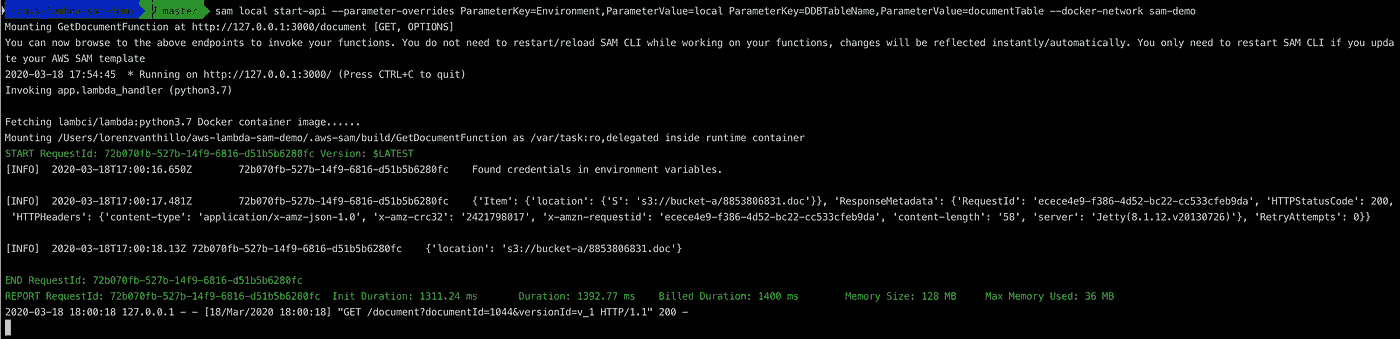 master sam local start-api --parameter-overrides ParameterKey=Environment,ParameterValue=local ParameterKey=DDBTableName,ParameterValue=documentTable --docker-network sam-demo
Mounting GetDocumentFunction at http://127.0.0.1:3000/document [GET, OPTIONS]
You can now browse to the above endpoints to invoke your functions. You do not need to restart/reload SAM CLI while working on your functions, changes will be reflected instantly/automatically. You only need to restart SAM CLI if you upda
te your AWS SAM template
2020-03-18 17:54:45  * Running on http://127.0.0.1:3000/ (Press CTRL+C to quit)
Invoking app.lambda_handler (python3.7)
Fetching lambci/lambda:python3.7 Docker container image......
Mounting /Users/lorenzvanthillo/aws-lambda-sam-demo/.aws-sam/build/GetDocumentFunction as /var/task:ro,delegated inside runtime container
START RequestId: 72b070fb-527b-14f9-6816-d51b5b6280fc Version: $LATEST
[INFO]  2020-03-18T17:00:16.650Z        72b070fb-527b-14f9-6816-d51b5b6280fc    Found credentials in environment variables.
[INFO]  2020-03-18T17:00:17.481Z        72b070fb-527b-14f9-6816-d51b5b6280fc    {'Item': {'location': {'S': 's3://bucket-a/8853806831.doc'}}, 'ResponseMetadata': {'RequestId': 'ecece4e9-f386-4d52-bc22-cc533cfeb9da', 'HTTPStatusCode': 200,
'HTTPHeaders': {'content-type': 'application/x-amz-json-1.0', 'x-amz-crc32': '2421798017', 'x-amzn-requestid': 'ecece4e9-f386-4d52-bc22-cc533cfeb9da', 'content-length': '58', 'server': 'Jetty(8.1.12.v20130726)'}, 'RetryAttempts': 0}}
[INFO]  2020-03-18T17:00:18.13Z 72b070fb-527b-14f9-6816-d51b5b6280fc    {'location': 's3://bucket-a/8853806831.doc'}
END RequestId: 72b070fb-527b-14f9-6816-d51b5b6280fc
REPORT RequestId: 72b070fb-527b-14f9-6816-d51b5b6280fc  Init Duration: 1311.24 ms       Duration: 1392.77 ms    Billed Duration: 1400 ms        Memory Size: 128 MB     Max Memory Used: 36 MB
2020-03-18 18:00:18 127.0.0.1 - - [18/Mar/2020 18:00:18] "GET /document?documentId=1044&versionId=v_1 HTTP/1.1" 200 -